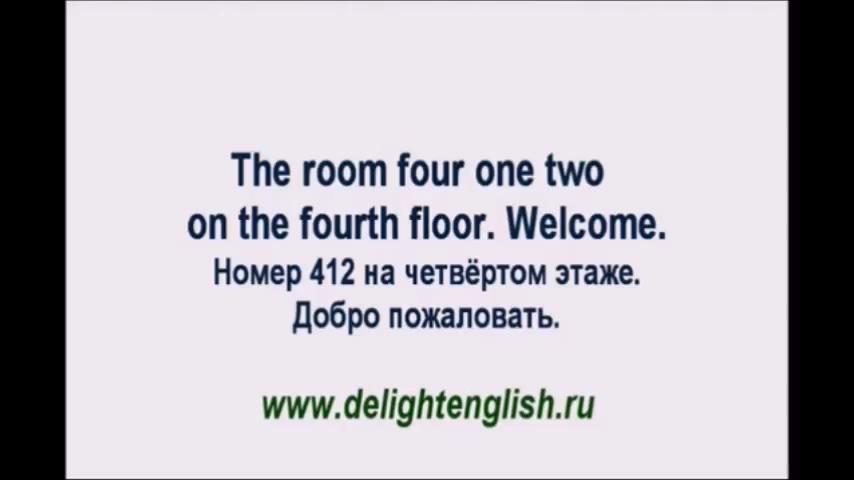 The room four one two
on the fourth floor. Welcome.
Номер 412 на четвёртом этаже.
Добро пожаловать.
www.delightenglish.ru